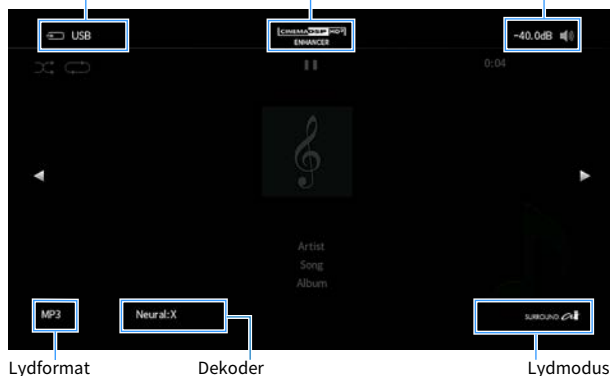 USB
CINEMA DSP HD3
ENHANCER
-40.0dB
0:04
Artist
Song
Album
MP3
Neural:X
SURROUND AI
Lydformat
Dekoder
Lydmodus